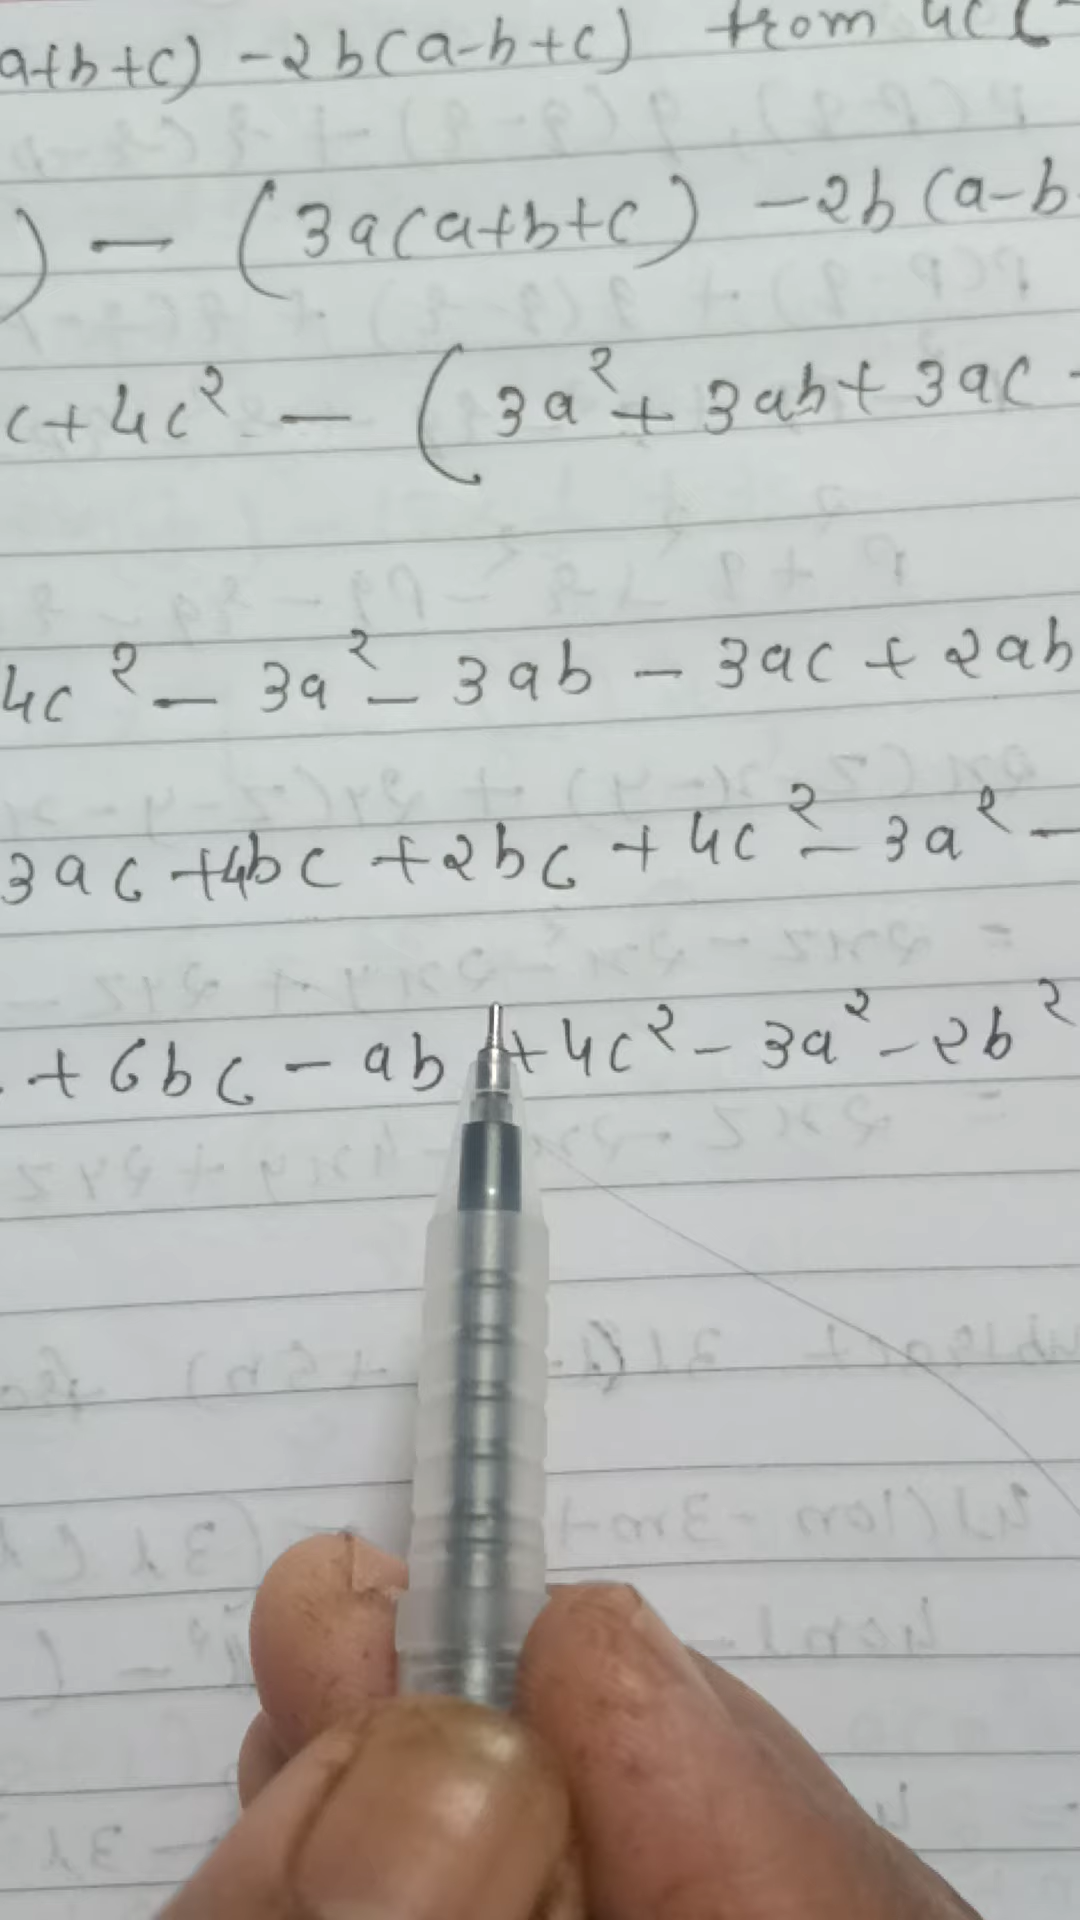 a+b+c) -2b(a-b+c) from 4c(
) - (3a(a+b+c) -2b(a-b
c+4c² - (3a²+3ab+3ac
4c² - 3a² - 3ab - 3ac + 2ab
3ac +4bc +2bc + 4c² - 3a² -
+ 6bc - ab +4c² - 3a² - 2b²